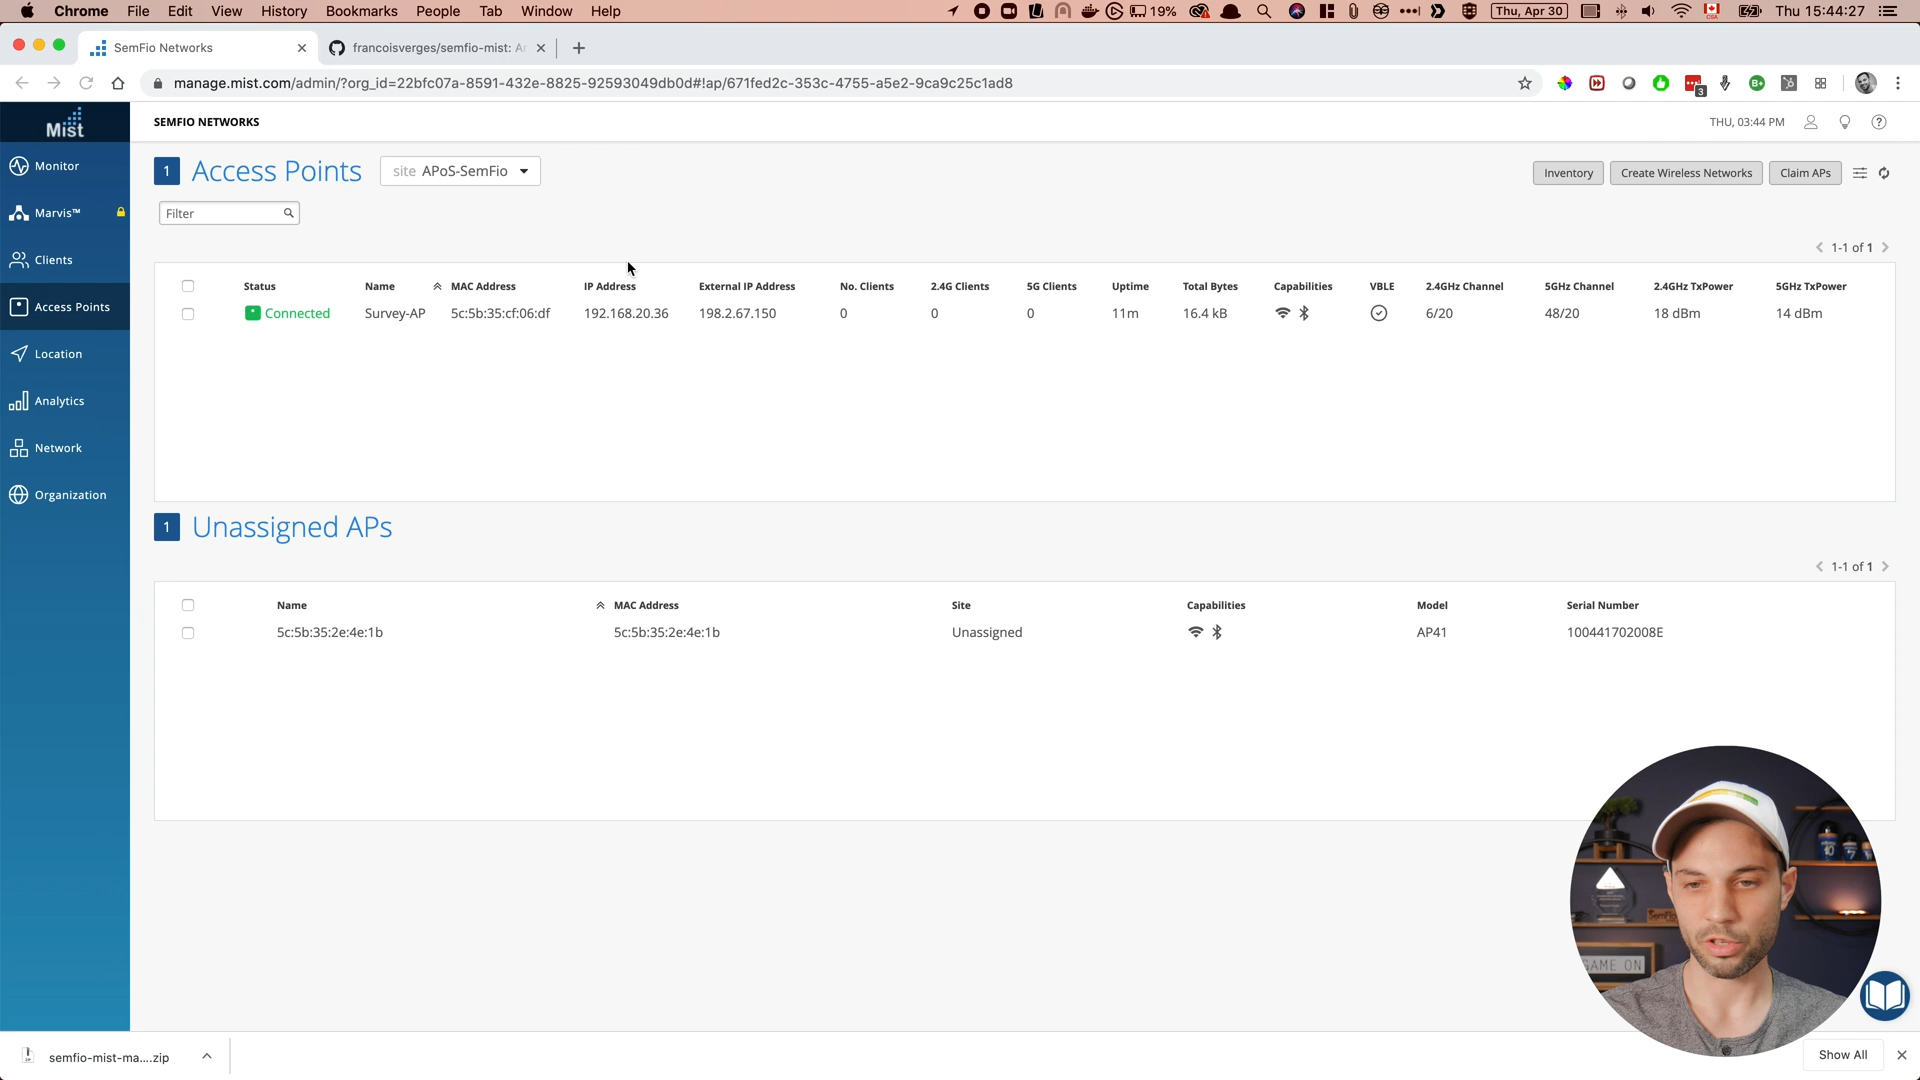 Chrome File Edit View History Bookmarks People Tab Window Help 19% Thu, Apr 30 Thu 15:44:27
SemFio Networks francoisverges/semfio-mist: A
manage.mist.com/admin/?org_id=22bfc07a-8591-432e-8825-92593049db0d#!ap/671fed2c-353c-4755-a5e2-9ca9c25c1ad8
3
Mist
SEMFIO NETWORKS
THU, 03:44 PM
Monitor
Marvis™
Clients
Access Points
Location
Analytics
Network
Organization
1 Access Points site APoS-SemFio
Inventory Create Wireless Networks Claim APs
Filter
1-1 of 1
Status Name MAC Address IP Address External IP Address No. Clients 2.4G Clients 5G Clients Uptime Total Bytes Capabilities VBLE 2.4GHz Channel 5GHz Channel 2.4GHz TxPower 5GHz TxPower
Connected Survey-AP 5c:5b:35:cf:06:df 192.168.20.36 198.2.67.150 0 0 0 11m 16.4 kB 6/20 48/20 18 dBm 14 dBm
1 Unassigned APs
1-1 of 1
Name MAC Address Site Capabilities Model Serial Number
5c:5b:35:2e:4e:1b 5c:5b:35:2e:4e:1b Unassigned AP41 100441702008E
GAME ON
semfio-mist-ma....zip
Show All